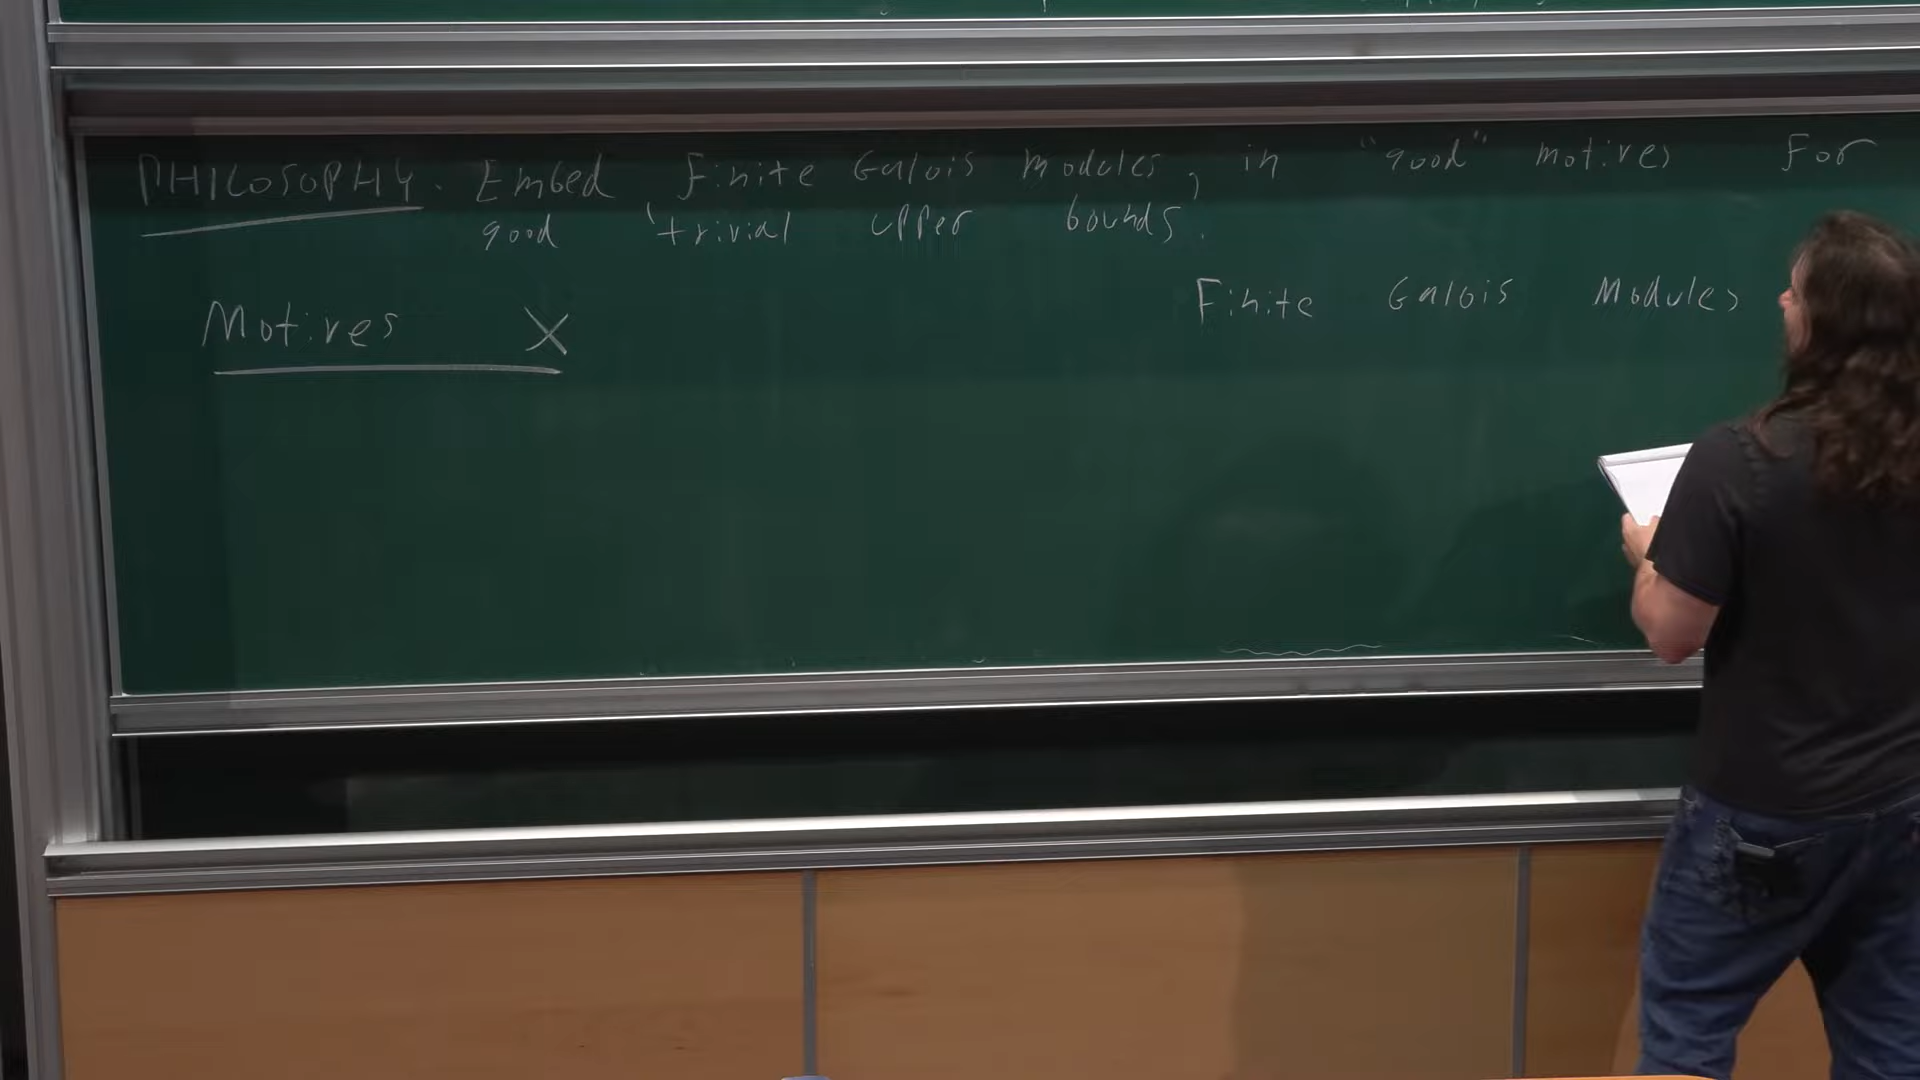 PHILOSOPHY. Embed Finite Galois modules, in "good" motives For
good 'trivial upper bounds'.
Motives X
Finite Galois Modules